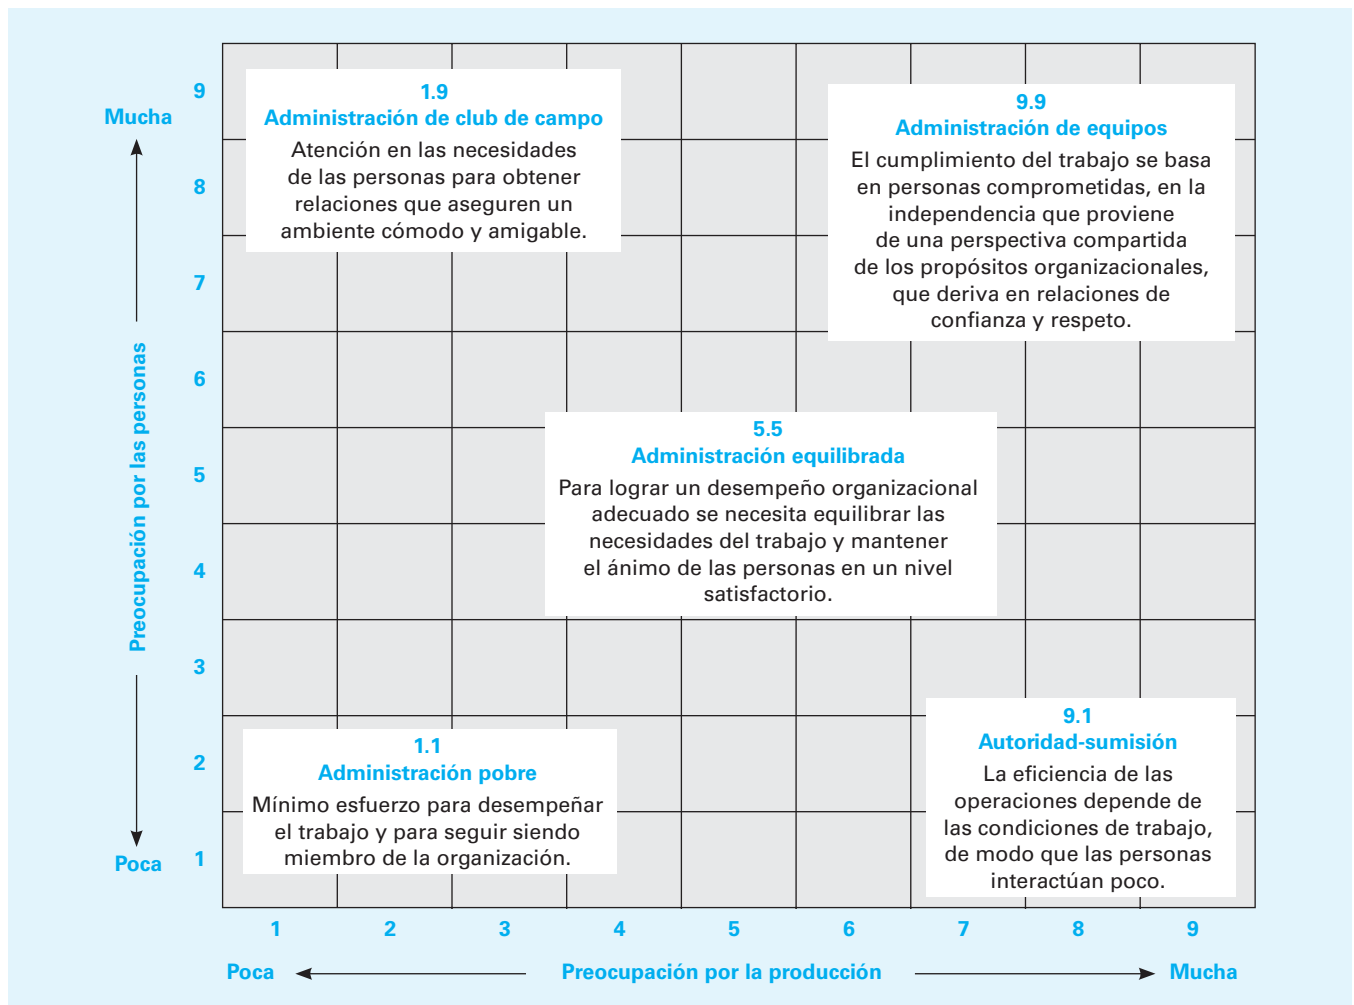 9
Mucha
8
7
6
5
4
3
2
1
Poca
Preocupación por las personas
1.9
Administración de club de campo
Atención en las necesidades
de las personas para obtener
relaciones que aseguren un
ambiente cómodo y amigable.
9.9
Administración de equipos
El cumplimiento del trabajo se basa
en personas comprometidas, en la
independencia que proviene
de una perspectiva compartida
de los propósitos organizacionales,
que deriva en relaciones de
confianza y respeto.
5.5
Administración equilibrada
Para lograr un desempeño organizacional
adecuado se necesita equilibrar las
necesidades del trabajo y mantener
el ánimo de las personas en un nivel
satisfactorio.
1.1
Administración pobre
Mínimo esfuerzo para desempeñar
el trabajo y para seguir siendo
miembro de la organización.
9.1
Autoridad-sumisión
La eficiencia de las
operaciones depende de
las condiciones de trabajo,
de modo que las personas
interactúan poco.
1 2 3 4 5 6 7 8 9
Poca Preocupación por la producción Mucha